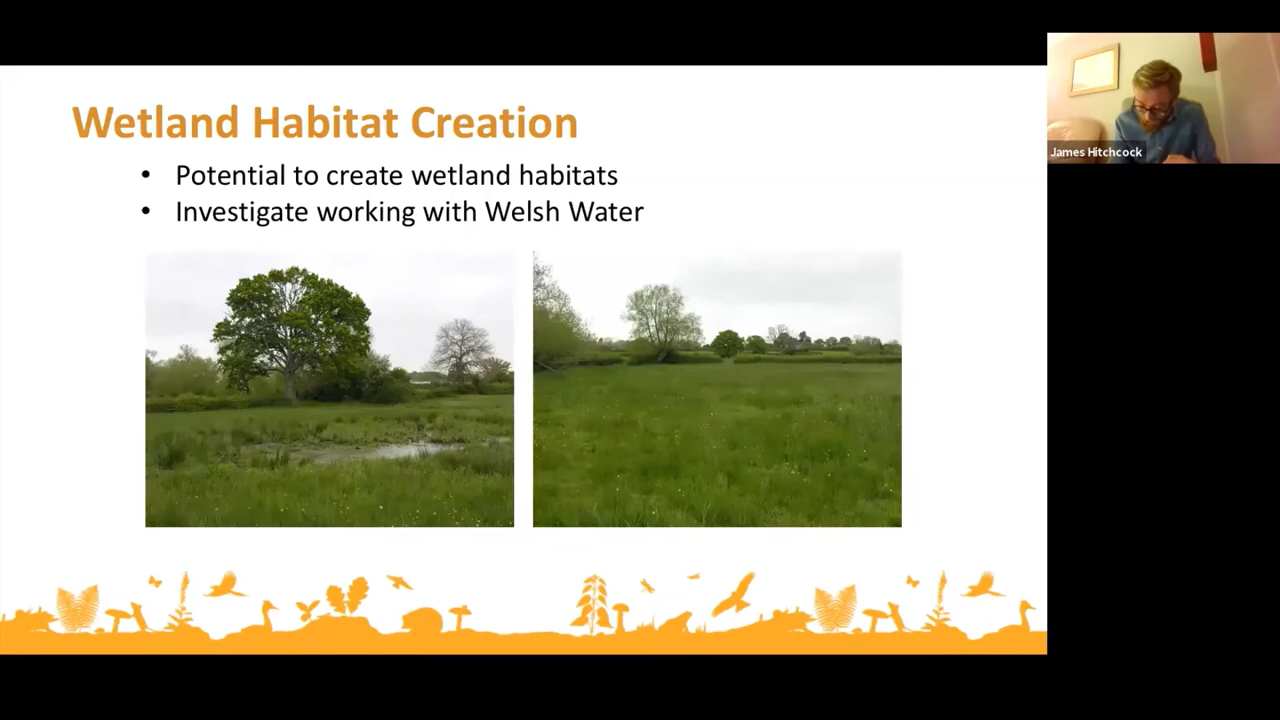 Wetland Habitat Creation
• Potential to create wetland habitats
• Investigate working with Welsh Water
James Hitchcock